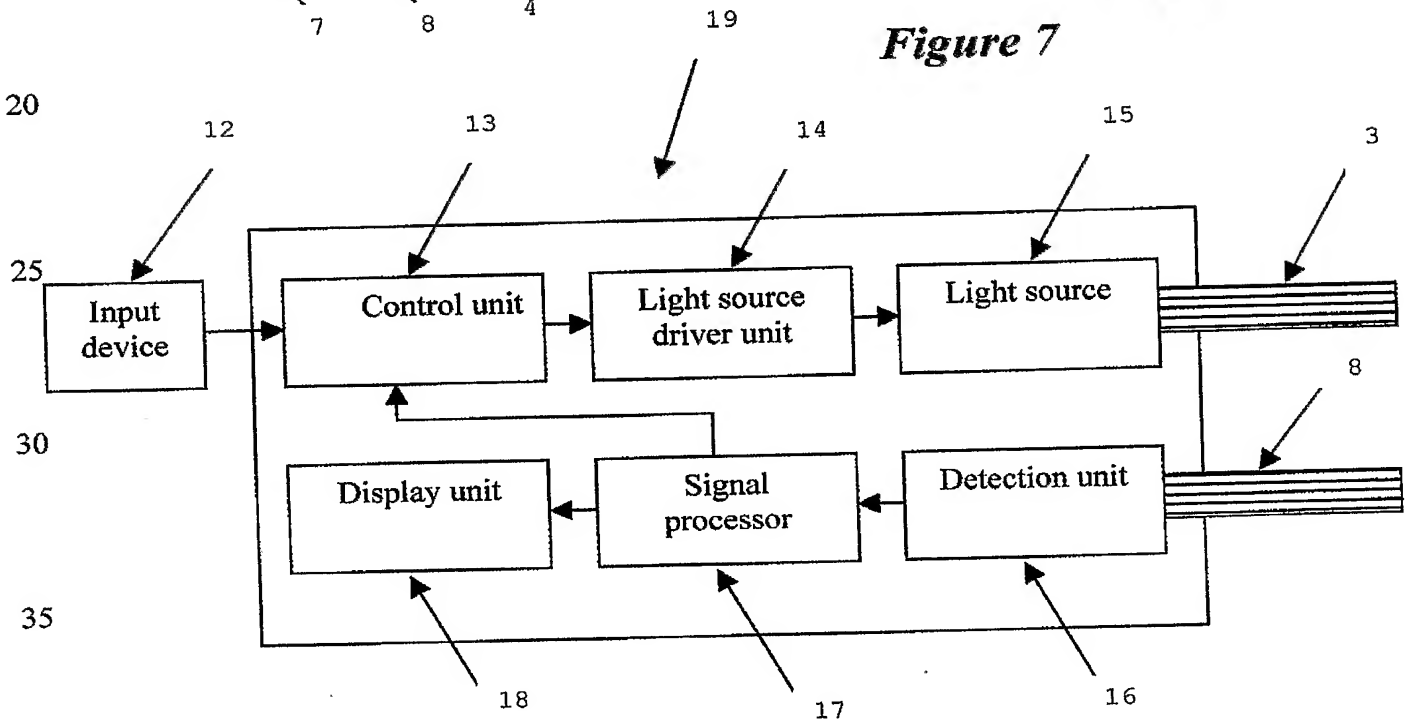 7 8 4 19
Figure 7
20
12 13 14 15 3
25
Input
device
Control unit
Light source
driver unit
Light source
8
30
Display unit
Signal
processor
Detection unit
35
18 17 16